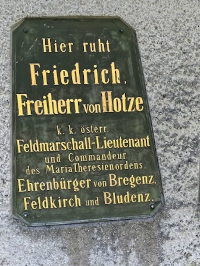 Hier ruht
Friedrich,
Freiherr von Hotze
k. k. österr.
Feldmarschall-Lieutenant
und Commandeur
des MariaTheresienordens.
Ehrenbürger von Bregenz,
Feldkirch und Bludenz.